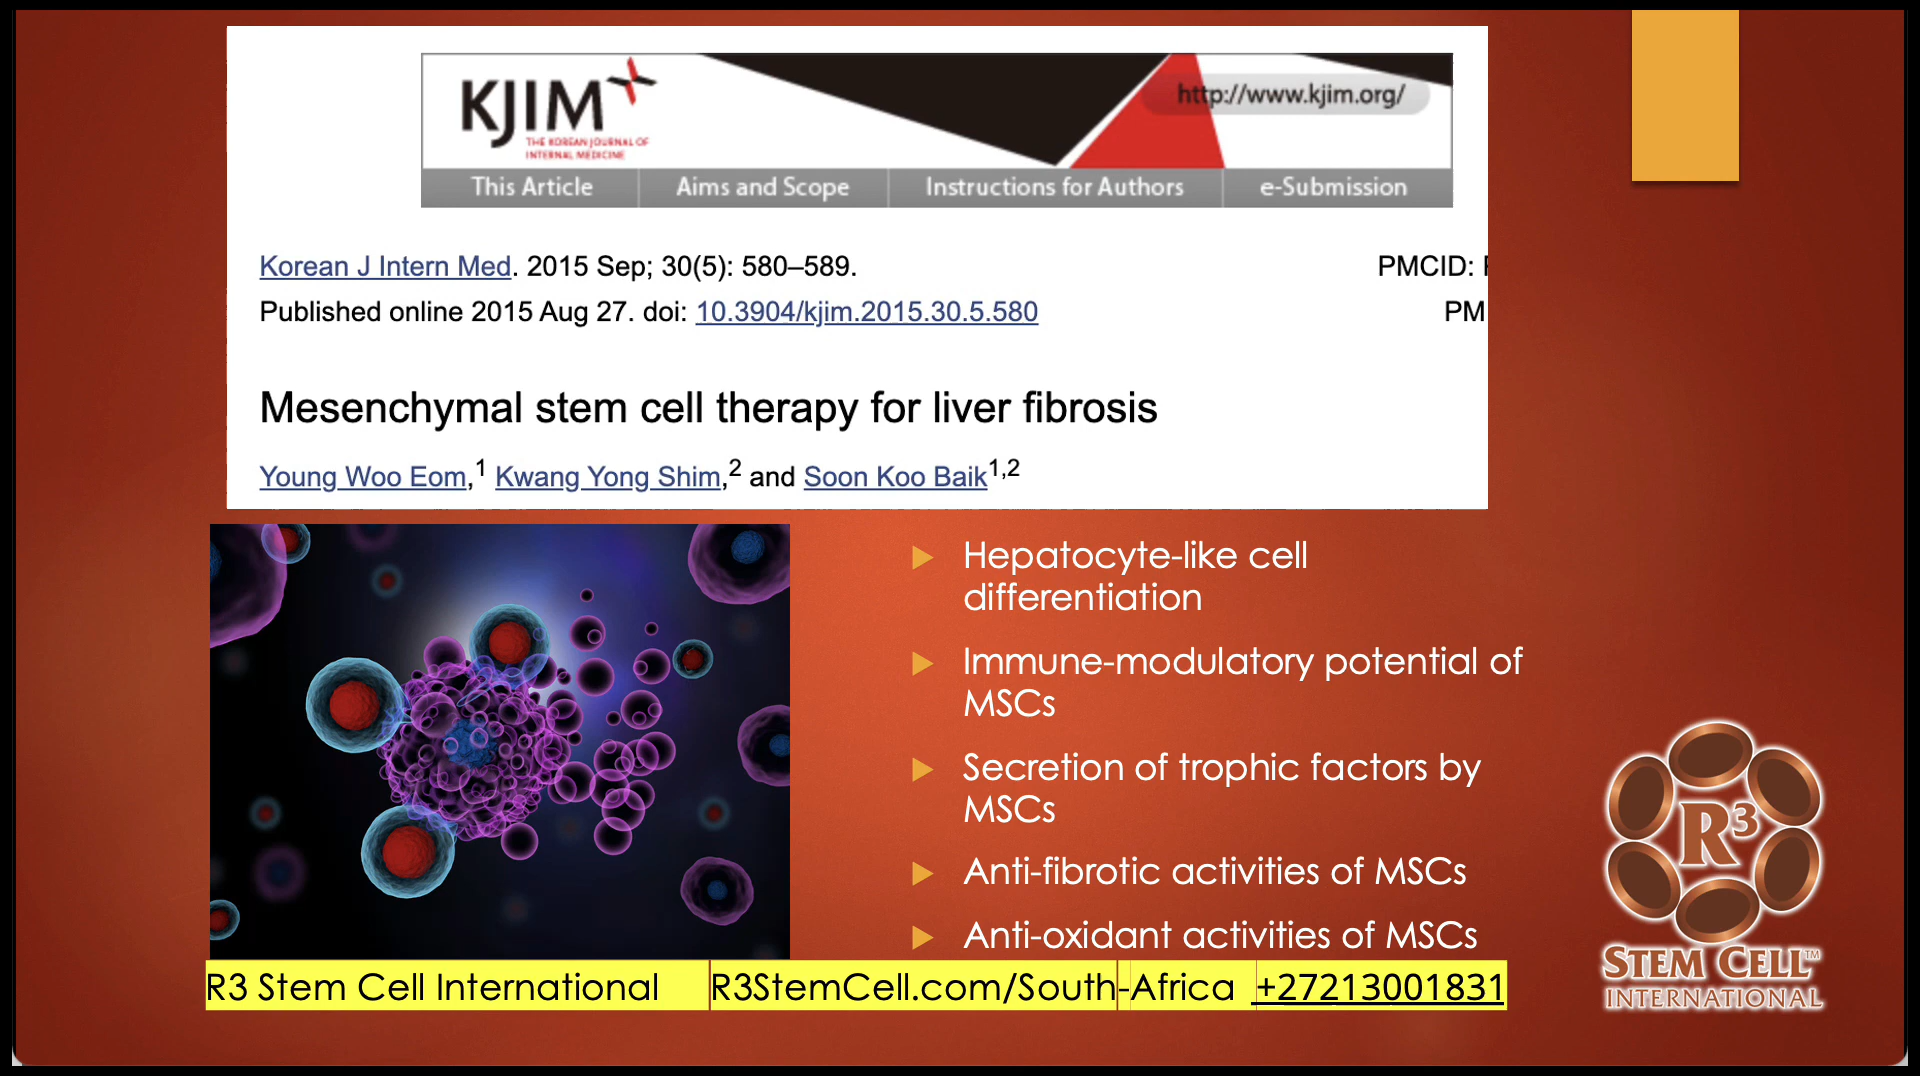 KJIM
THE KOREAN JOURNAL OF
INTERNAL MEDICINE
http://www.kjim.org/
This Article Aims and Scope Instructions for Authors e-Submission
Korean J Intern Med. 2015 Sep; 30(5): 580–589. PMCID:
Published online 2015 Aug 27. doi: 10.3904/kjim.2015.30.5.580 PM
Mesenchymal stem cell therapy for liver fibrosis
Young Woo Eom,1 Kwang Yong Shim,2 and Soon Koo Baik1,2
Hepatocyte-like cell
differentiation
Immune-modulatory potential of
MSCs
Secretion of trophic factors by
MSCs
Anti-fibrotic activities of MSCs
Anti-oxidant activities of MSCs
R3 Stem Cell International R3StemCell.com/South-Africa +27213001831
R3
STEM CELL™
INTERNATIONAL